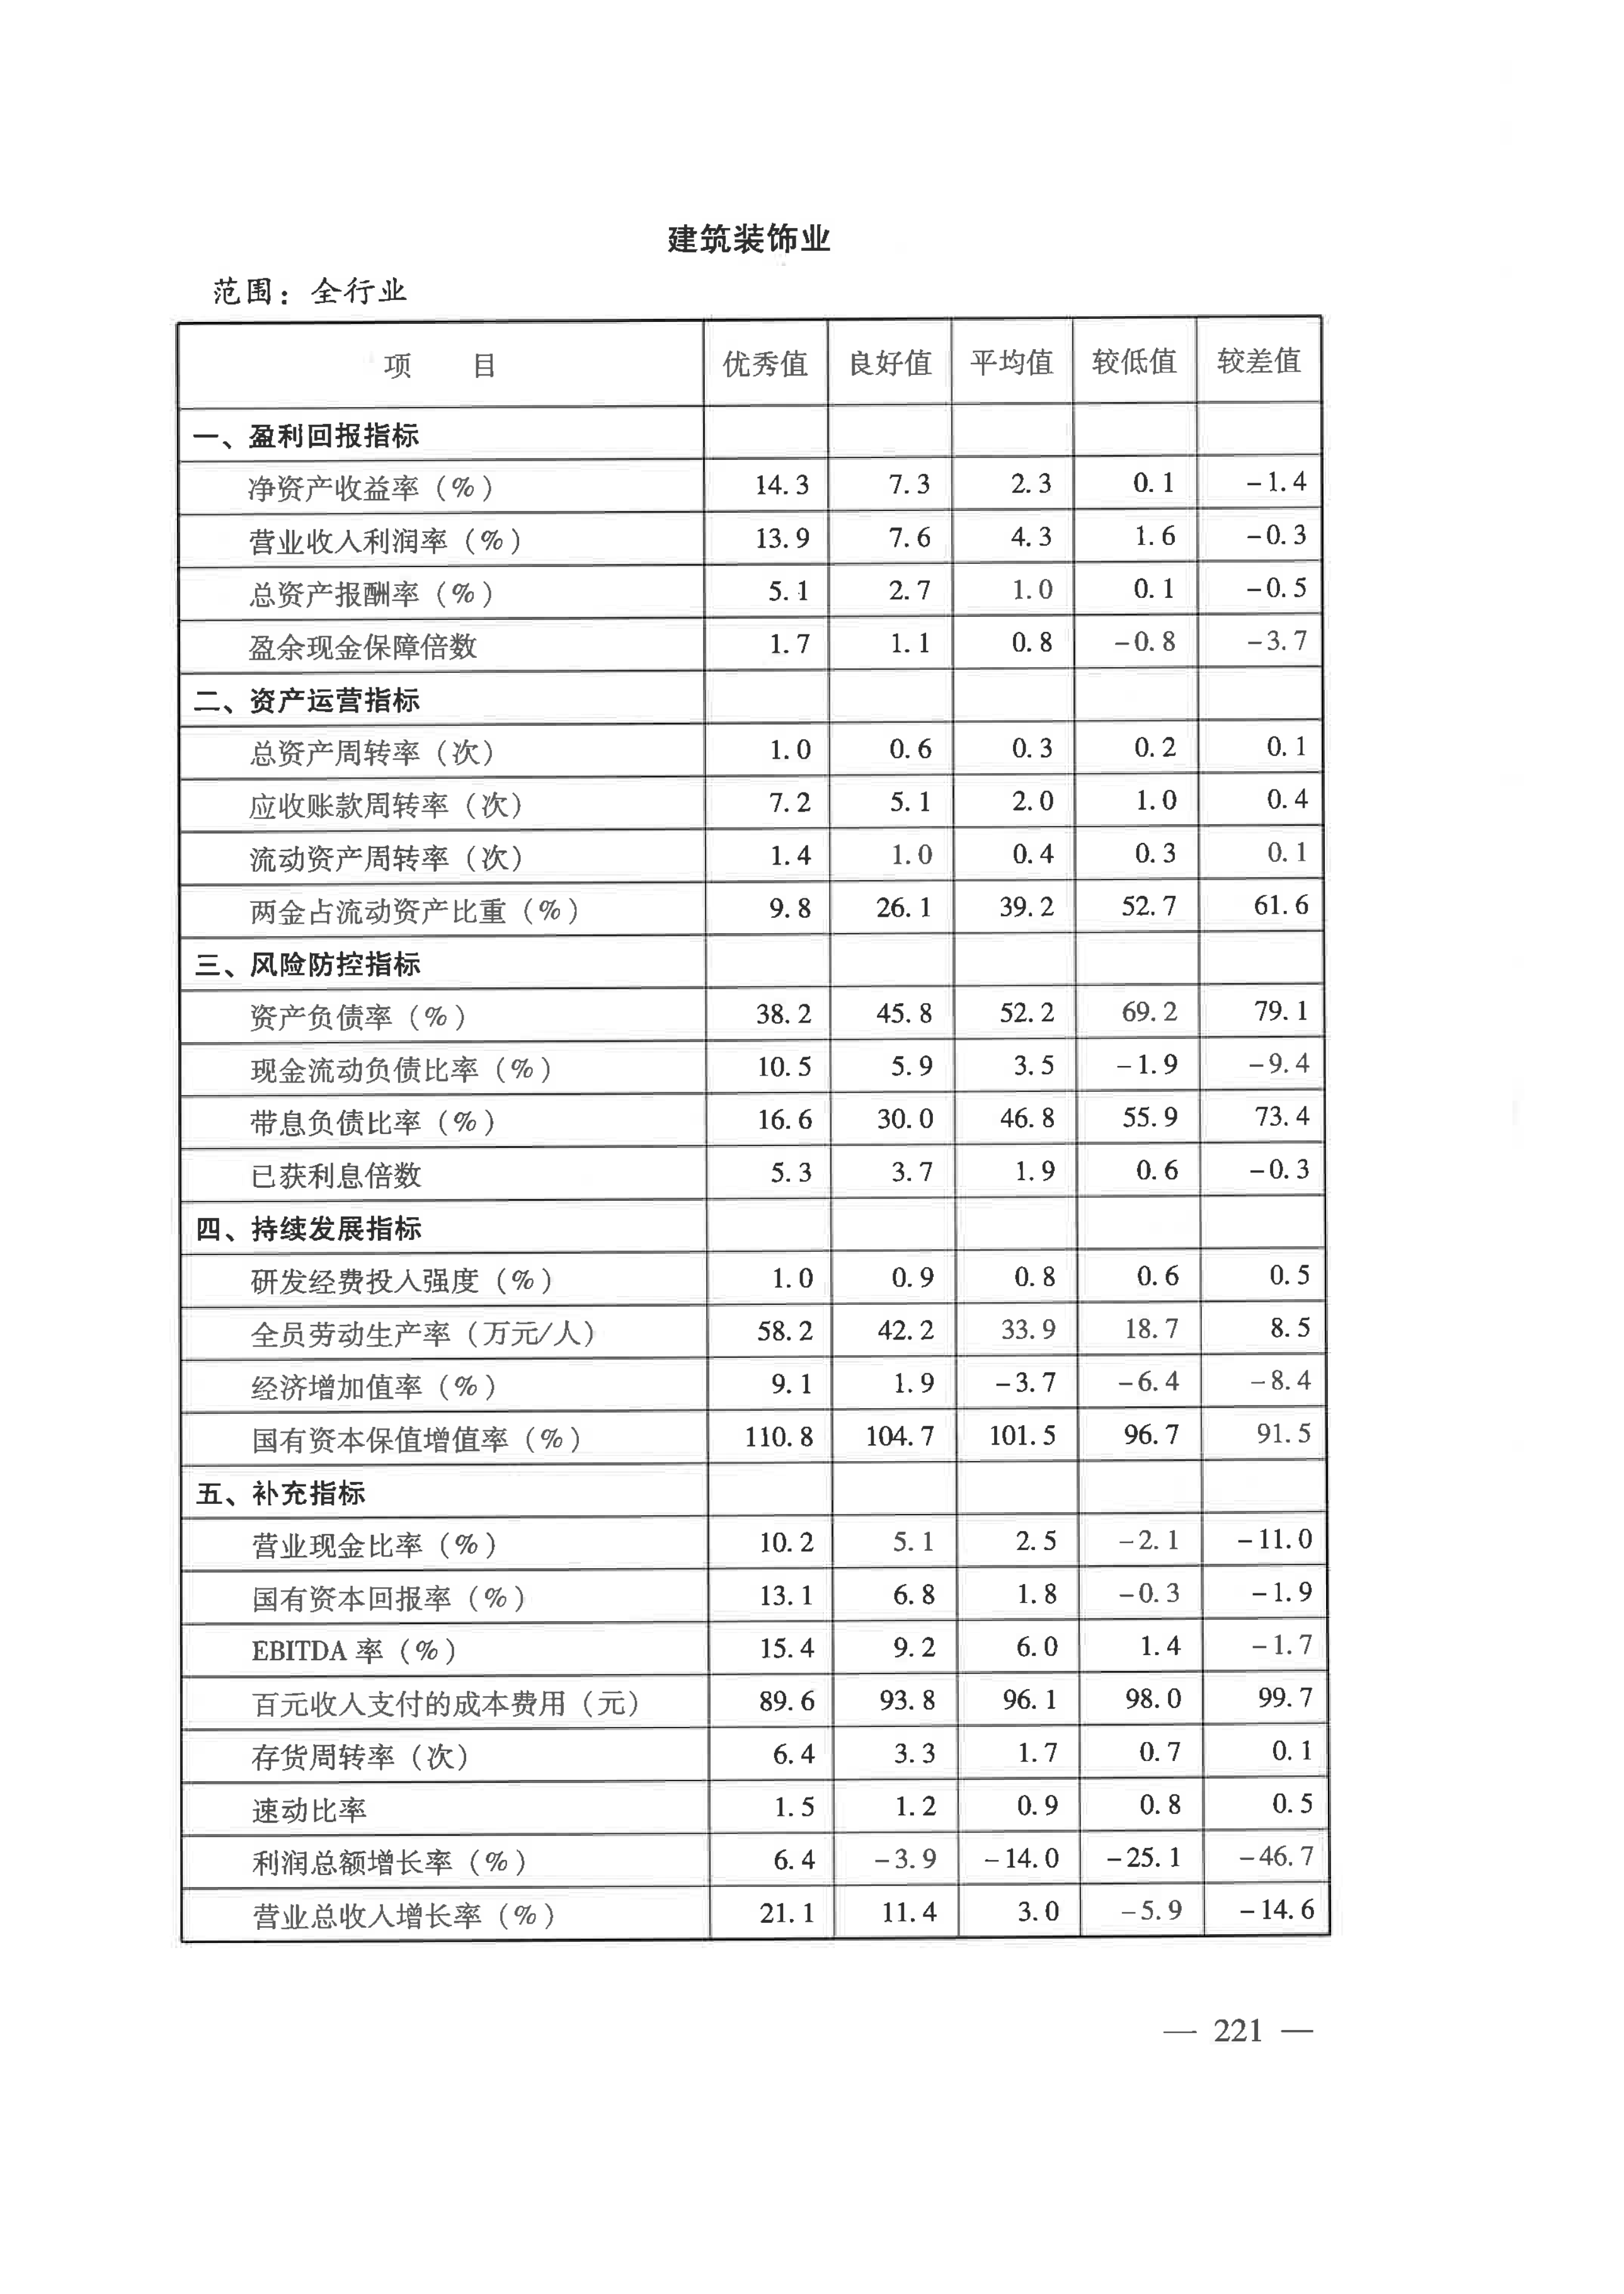 建筑装饰业
范围：全行业
项 目 优秀值 良好值 平均值 较低值 较差值
一、盈利回报指标
净资产收益率（%） 14.3 7.3 2.3 0.1 -1.4
营业收入利润率（%） 13.9 7.6 4.3 1.6 -0.3
总资产报酬率（%） 5.1 2.7 1.0 0.1 -0.5
盈余现金保障倍数 1.7 1.1 0.8 -0.8 -3.7
二、资产运营指标
总资产周转率（次） 1.0 0.6 0.3 0.2 0.1
应收账款周转率（次） 7.2 5.1 2.0 1.0 0.4
流动资产周转率（次） 1.4 1.0 0.4 0.3 0.1
两金占流动资产比重（%） 9.8 26.1 39.2 52.7 61.6
三、风险防控指标
资产负债率（%） 38.2 45.8 52.2 69.2 79.1
现金流动负债比率（%） 10.5 5.9 3.5 -1.9 -9.4
带息负债比率（%） 16.6 30.0 46.8 55.9 73.4
已获利息倍数 5.3 3.7 1.9 0.6 -0.3
四、持续发展指标
研发经费投入强度（%） 1.0 0.9 0.8 0.6 0.5
全员劳动生产率（万元/人） 58.2 42.2 33.9 18.7 8.5
经济增加值率（%） 9.1 1.9 -3.7 -6.4 -8.4
国有资本保值增值率（%） 110.8 104.7 101.5 96.7 91.5
五、补充指标
营业现金比率（%） 10.2 5.1 2.5 -2.1 -11.0
国有资本回报率（%） 13.1 6.8 1.8 -0.3 -1.9
EBITDA 率（%） 15.4 9.2 6.0 1.4 -1.7
百元收入支付的成本费用（元） 89.6 93.8 96.1 98.0 99.7
存货周转率（次） 6.4 3.3 1.7 0.7 0.1
速动比率 1.5 1.2 0.9 0.8 0.5
利润总额增长率（%） 6.4 -3.9 -14.0 -25.1 -46.7
营业总收入增长率（%） 21.1 11.4 3.0 -5.9 -14.6
— 221 —